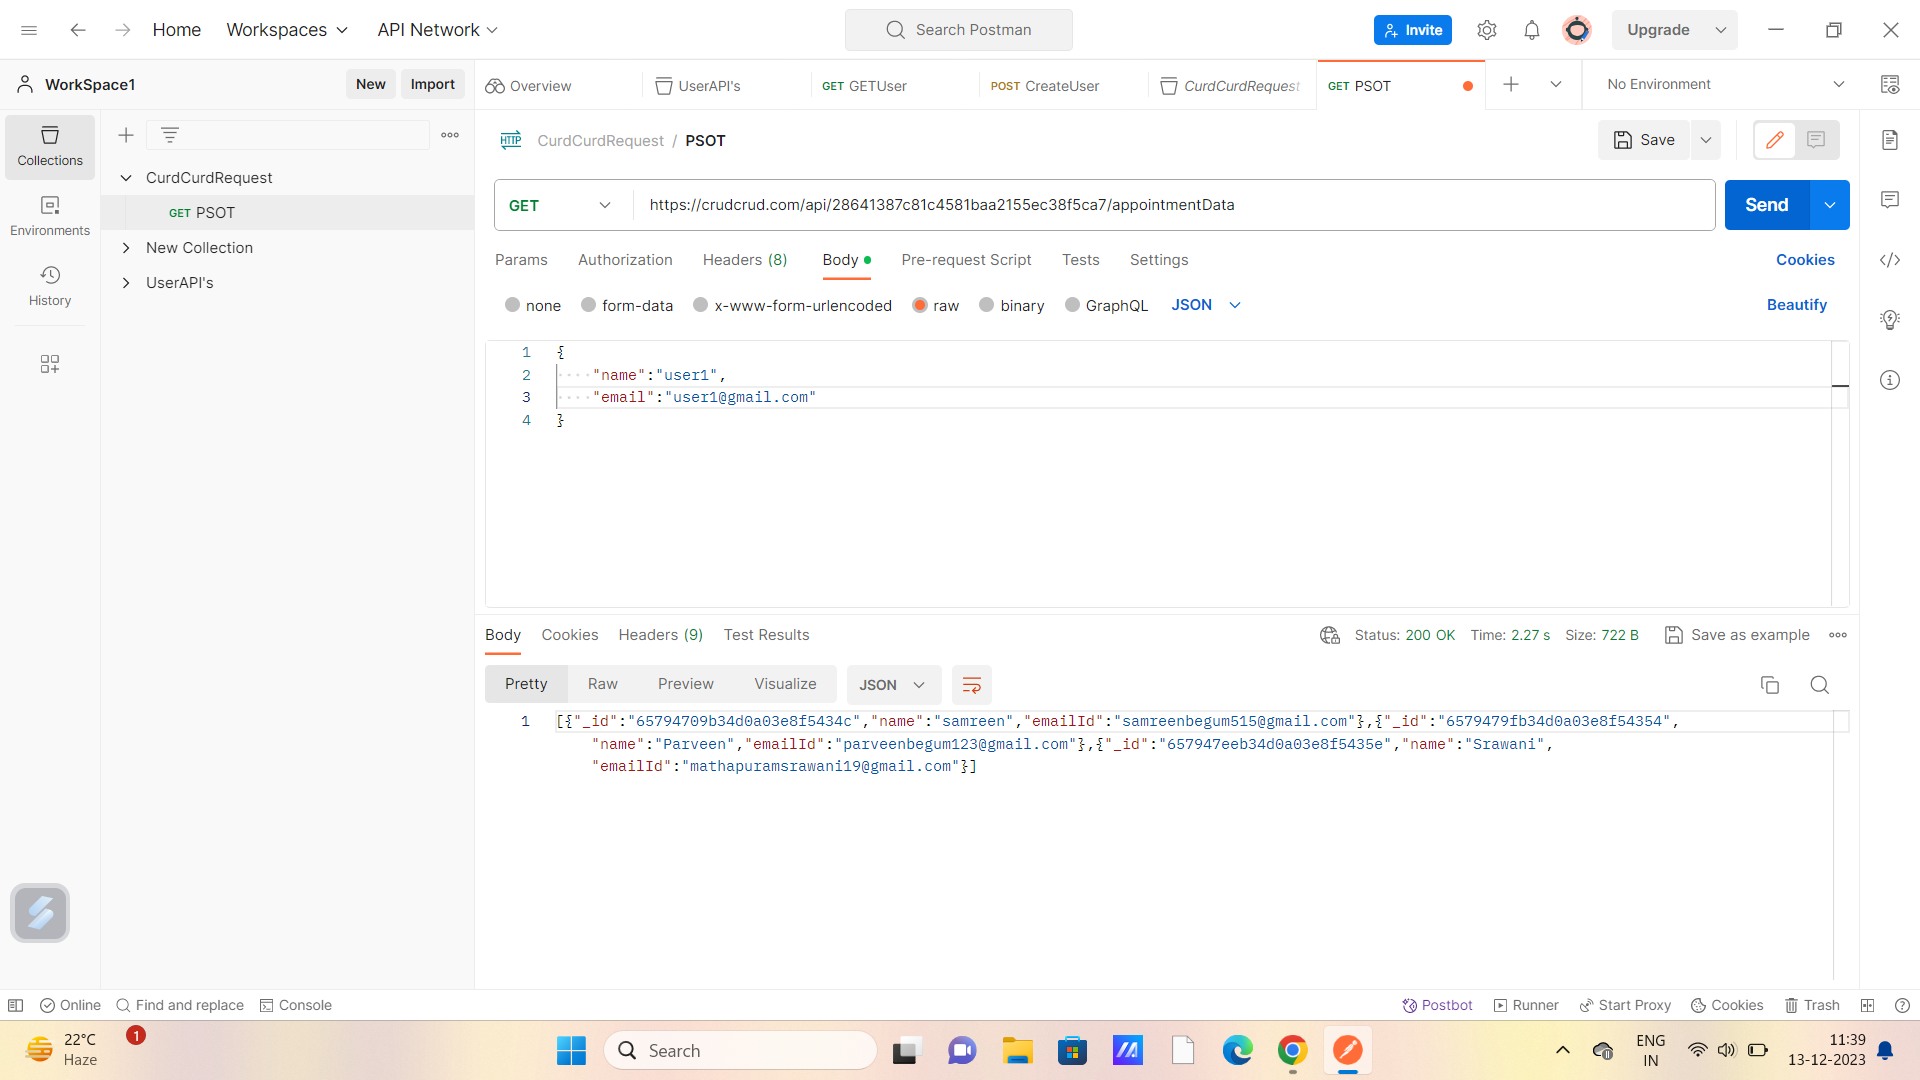 Home Workspaces API Network Search Postman Invite Upgrade
WorkSpace1 New Import Overview UserAPI's GET GETUser POST CreateUser CurdCurdRequest GET PSOT No Environment
Collections
Environments
History
CurdCurdRequest
GET PSOT
New Collection
UserAPI's
HTTP CurdCurdRequest / PSOT Save
GET https://crudcrud.com/api/28641387c81c4581baa2155ec38f5ca7/appointmentData Send
Params Authorization Headers (8) Body Pre-request Script Tests Settings Cookies
none form-data x-www-form-urlencoded raw binary GraphQL JSON Beautify
1 {
2 "name":"user1",
3 "email":"user1@gmail.com"
4 }
Body Cookies Headers (9) Test Results Status: 200 OK Time: 2.27 s Size: 722 B Save as example
Pretty Raw Preview Visualize JSON
1 [{"_id":"65794709b34d0a03e8f5434c","name":"samreen","emailId":"samreenbegum515@gmail.com"},{"_id":"6579479fb34d0a03e8f54354",
"name":"Parveen","emailId":"parveenbegum123@gmail.com"},{"_id":"657947eeb34d0a03e8f5435e","name":"Srawani",
"emailId":"mathapuramsrawani19@gmail.com"}]
Online Find and replace Console Postbot Runner Start Proxy Cookies Trash
22°C
Haze
1
Search
ENG
IN
11:39
13-12-2023